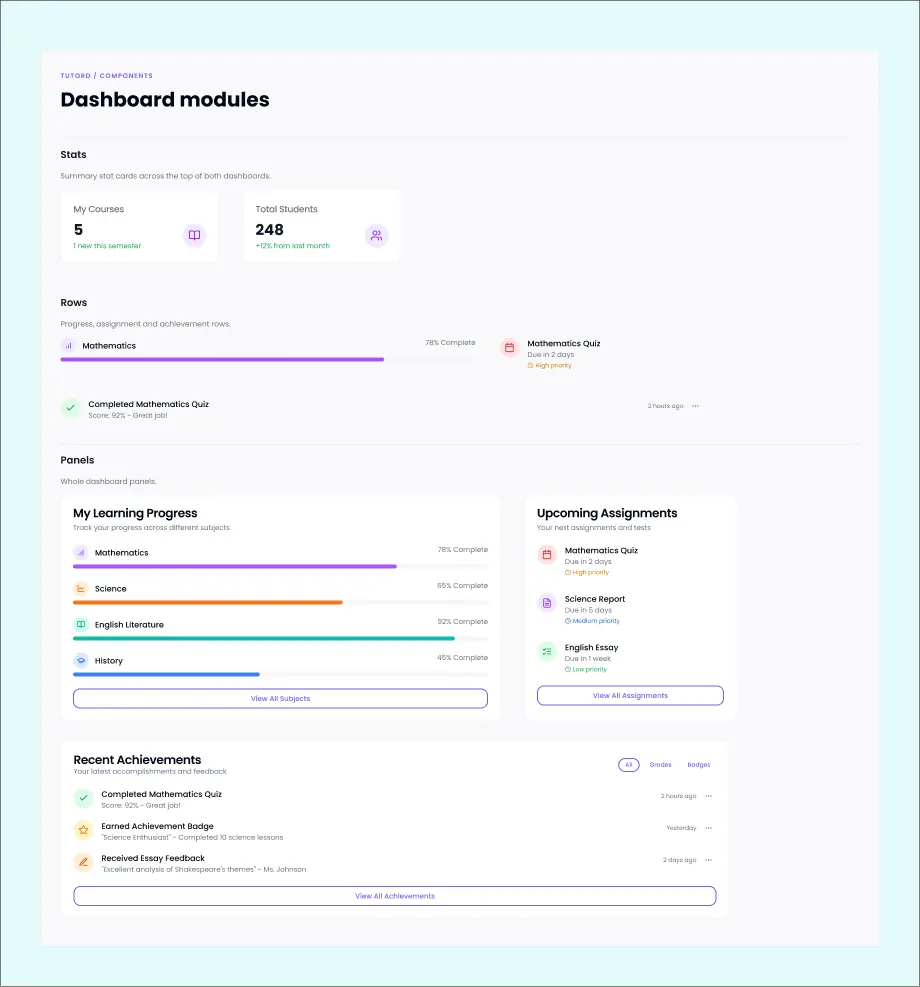 TUTORD / COMPONENTS
Dashboard modules
Stats
Summary stat cards across the top of both dashboards.
My Courses
5
1 new this semester
Total Students
248
+12% from last month
Rows
Progress, assignment and achievement rows.
Mathematics
78% Complete
Mathematics Quiz
Due in 2 days
High priority
Completed Mathematics Quiz
Score: 92% - Great job!
2 hours ago
Panels
Whole dashboard panels.
My Learning Progress
Track your progress across different subjects
Mathematics
78% Complete
Science
65% Complete
English Literature
92% Complete
History
45% Complete
View All Subjects
Upcoming Assignments
Your next assignments and tests
Mathematics Quiz
Due in 2 days
High priority
Science Report
Due in 5 days
Medium priority
English Essay
Due in 1 week
Low priority
View All Assignments
Recent Achievements
Your latest accomplishments and feedback
All
Grades
Badges
Completed Mathematics Quiz
Score: 92% - Great job!
2 hours ago
Earned Achievement Badge
"Science Enthusiast" - Completed 10 science lessons
Yesterday
Received Essay Feedback
"Excellent analysis of Shakespeare's themes" - Ms. Johnson
2 days ago
View All Achievements